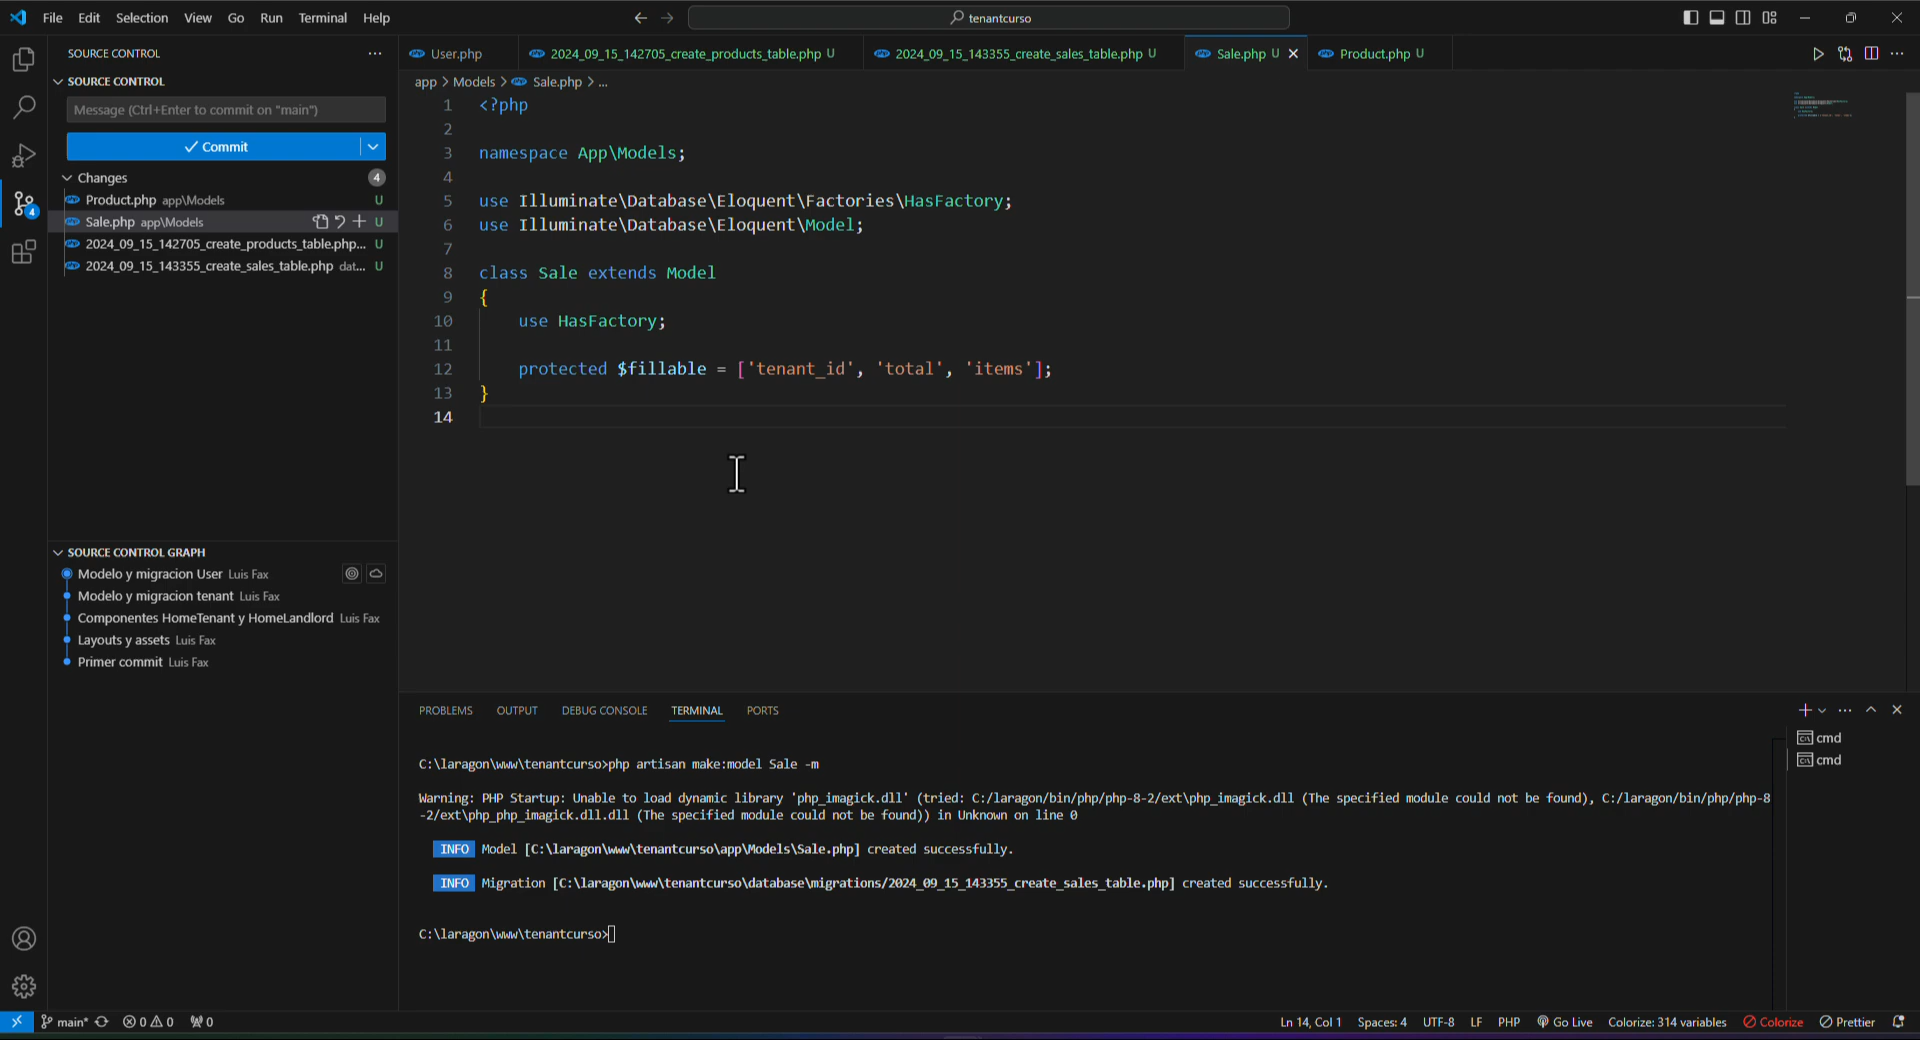 File Edit Selection View Go Run Terminal Help
tenantcurso
SOURCE CONTROL
User.php
2024_09_15_142705_create_products_table.php U
2024_09_15_143355_create_sales_table.php U
Sale.php U
Product.php U
SOURCE CONTROL
Message (Ctrl+Enter to commit on "main")
Commit
Changes 4
Product.php app\Models U
Sale.php app\Models U
2024_09_15_142705_create_products_table.php... U
2024_09_15_143355_create_sales_table.php dat... U
4
app > Models > Sale.php > ...
1 <?php
2
3 namespace App\Models;
4
5 use Illuminate\Database\Eloquent\Factories\HasFactory;
6 use Illuminate\Database\Eloquent\Model;
7
8 class Sale extends Model
9 {
10 use HasFactory;
11
12 protected $fillable = ['tenant_id', 'total', 'items'];
13 }
14
SOURCE CONTROL GRAPH
Modelo y migracion User Luis Fax
Modelo y migracion tenant Luis Fax
Componentes HomeTenant y HomeLandlord Luis Fax
Layouts y assets Luis Fax
Primer commit Luis Fax
PROBLEMS OUTPUT DEBUG CONSOLE TERMINAL PORTS
cmd
cmd
C:\laragon\www\tenantcurso>php artisan make:model Sale -m
Warning: PHP Startup: Unable to load dynamic library 'php_imagick.dll' (tried: C:/laragon/bin/php/php-8-2/ext\php_imagick.dll (The specified module could not be found), C:/laragon/bin/php/php-8
-2/ext\php_php_imagick.dll.dll (The specified module could not be found)) in Unknown on line 0
INFO Model [C:\laragon\www\tenantcurso\app\Models\Sale.php] created successfully.
INFO Migration [C:\laragon\www\tenantcurso\database\migrations/2024_09_15_143355_create_sales_table.php] created successfully.
C:\laragon\www\tenantcurso>
main* 0 0 0
Ln 14, Col 1 Spaces: 4 UTF-8 LF PHP Go Live Colorize: 314 variables Colorize Prettier